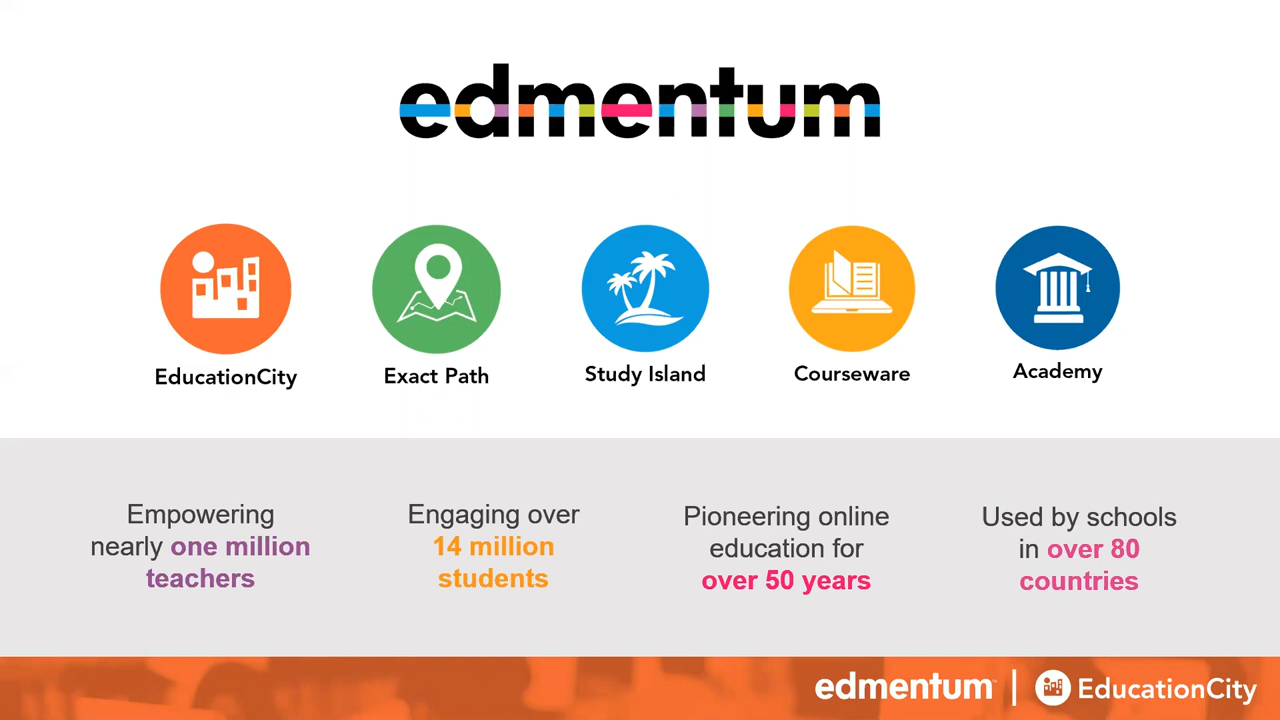 edmentum
EducationCity
Exact Path
Study Island
Courseware
Academy
Empowering
nearly one million
teachers
Engaging over
14 million
students
Pioneering online
education for
over 50 years
Used by schools
in over 80
countries
edmentum™ | EducationCity